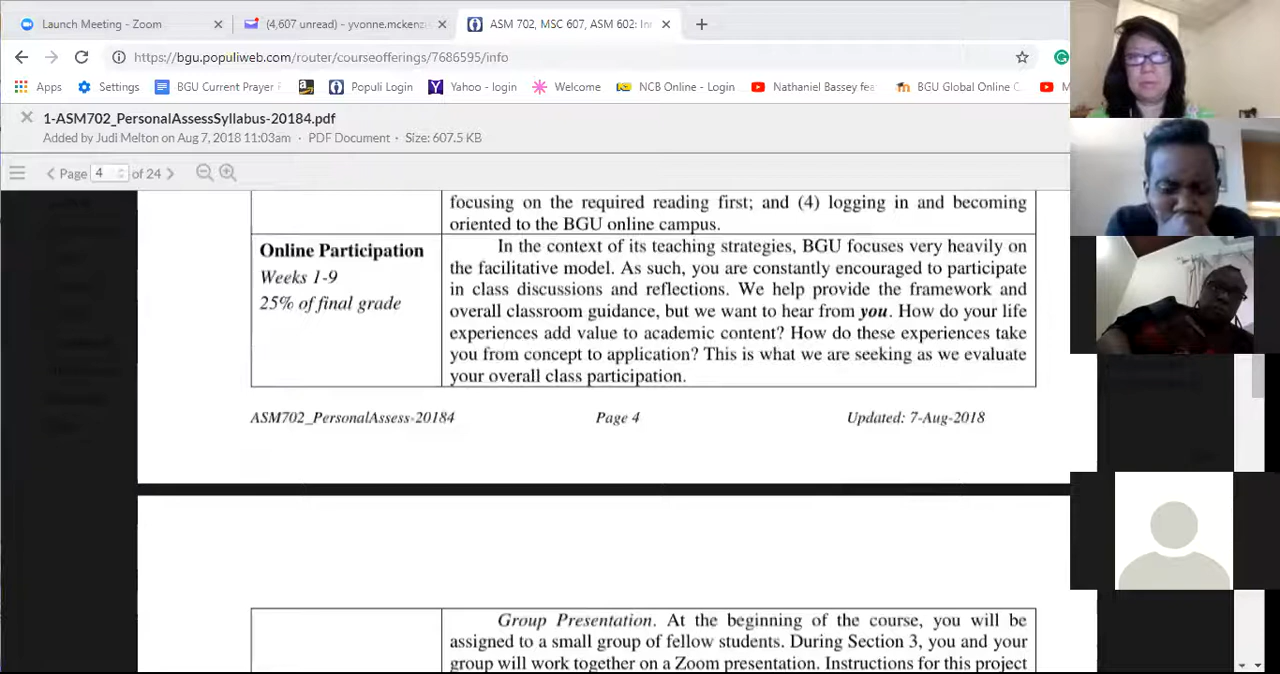 Launch Meeting - Zoom
(4,607 unread) - yvonne.mckenzi
ASM 702, MSC 607, ASM 602: Inn
https://bgu.populiweb.com/router/courseofferings/7686595/info
Apps
Settings
BGU Current Prayer
Populi Login
Yahoo - login
Welcome
NCB Online - Login
Nathaniel Bassey fea
BGU Global Online C
1-ASM702_PersonalAssessSyllabus-20184.pdf
Added by Judi Melton on Aug 7, 2018 11:03am · PDF Document · Size: 607.5 KB
Page 4 of 24
focusing on the required reading first; and (4) logging in and becoming
oriented to the BGU online campus.
Online Participation
Weeks 1-9
25% of final grade
In the context of its teaching strategies, BGU focuses very heavily on
the facilitative model. As such, you are constantly encouraged to participate
in class discussions and reflections. We help provide the framework and
overall classroom guidance, but we want to hear from you. How do your life
experiences add value to academic content? How do these experiences take
you from concept to application? This is what we are seeking as we evaluate
your overall class participation.
ASM702_PersonalAssess-20184
Page 4
Updated: 7-Aug-2018
Group Presentation. At the beginning of the course, you will be
assigned to a small group of fellow students. During Section 3, you and your
group will work together on a Zoom presentation. Instructions for this project